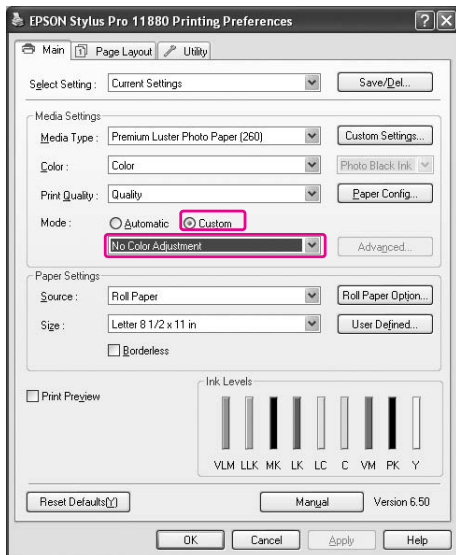 EPSON Stylus Pro 11880 Printing Preferences
Main Page Layout Utility
Select Setting : Current Settings Save/Del...
Media Settings
Media Type : Premium Luster Photo Paper (260) Custom Settings...
Color : Color Photo Black Ink
Print Quality : Quality Paper Config...
Mode : Automatic Custom
No Color Adjustment Advanced...
Paper Settings
Source : Roll Paper Roll Paper Option...
Size : Letter 8 1/2 x 11 in User Defined...
Borderless
Print Preview
Ink Levels
VLM LLK MK LK LC C VM PK Y
Reset Defaults(Y) Manual Version 6.50
OK Cancel Apply Help